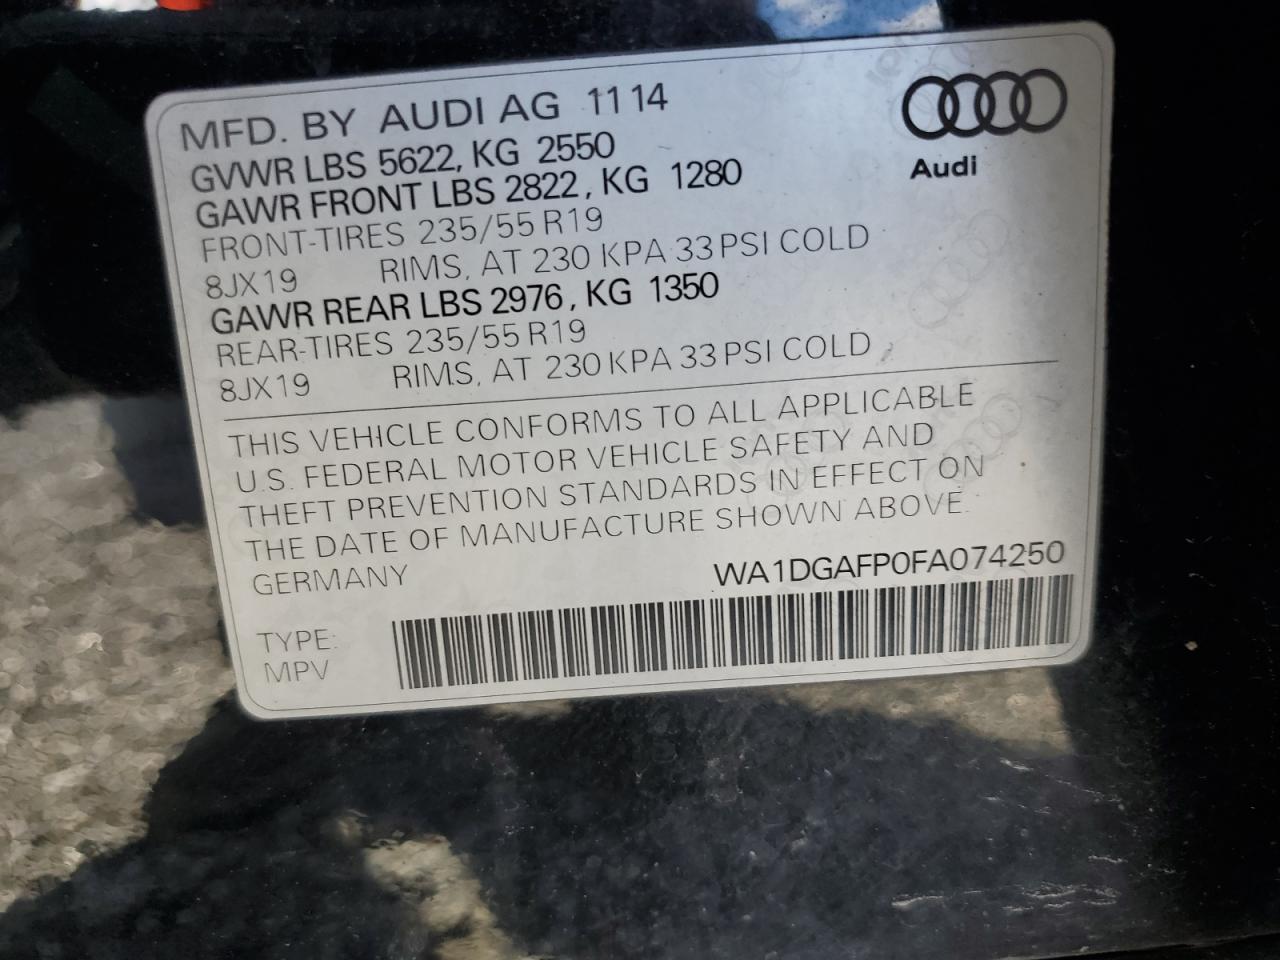 MFD. BY AUDI AG 11 14
GVWR LBS 5622, KG 2550
GAWR FRONT LBS 2822, KG 1280
FRONT-TIRES 235/55 R19
8JX19 RIMS, AT 230 KPA 33 PSI COLD
GAWR REAR LBS 2976, KG 1350
REAR-TIRES 235/55 R19
8JX19 RIMS, AT 230 KPA 33 PSI COLD
Audi
THIS VEHICLE CONFORMS TO ALL APPLICABLE
U.S. FEDERAL MOTOR VEHICLE SAFETY AND
THEFT PREVENTION STANDARDS IN EFFECT ON
THE DATE OF MANUFACTURE SHOWN ABOVE.
GERMANY WA1DGAFP0FA074250
TYPE:
MPV